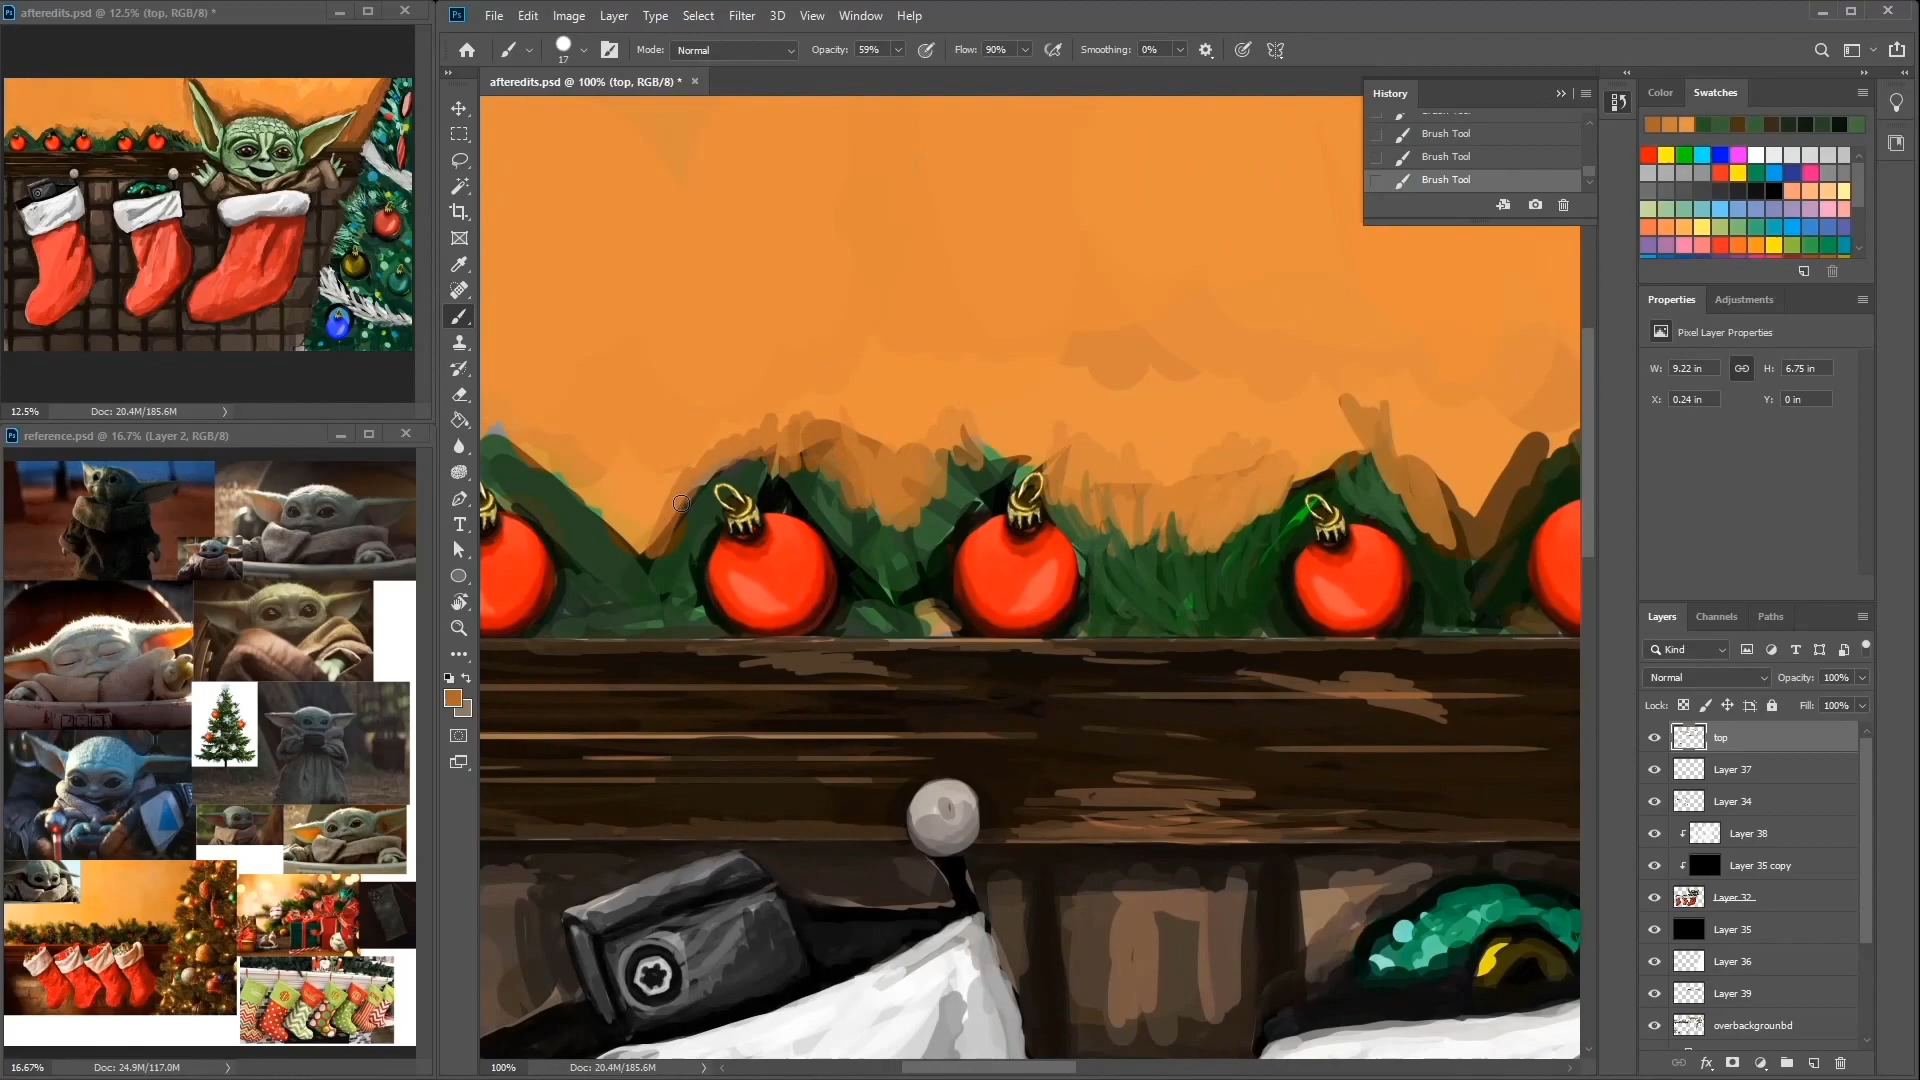 afteredits.psd @ 12.5% (top, RGB/8) *
12.5%
Doc: 20.4M/185.6M
reference.psd @ 16.7% (Layer 2, RGB/8)
16.67%
Doc: 24.9M/117.0M
Ps
File
Edit
Image
Layer
Type
Select
Filter
3D
View
Window
Help
17
Mode:
Normal
Opacity: 59%
Flow: 90%
Smoothing: 0%
afteredits.psd @ 100% (top, RGB/8) *
History
Brush Tool
Brush Tool
Brush Tool
100%
Doc: 20.4M/185.6M
Color
Swatches
Properties
Adjustments
Pixel Layer Properties
W: 9.22 in
H: 6.75 in
X: 0.24 in
Y: 0 in
Layers
Channels
Paths
Kind
Normal
Opacity: 100%
Lock:
Fill: 100%
top
Layer 37
Layer 34
Layer 38
Layer 35 copy
Layer 32
Layer 35
Layer 36
Layer 39
overbackgrounbd
fx